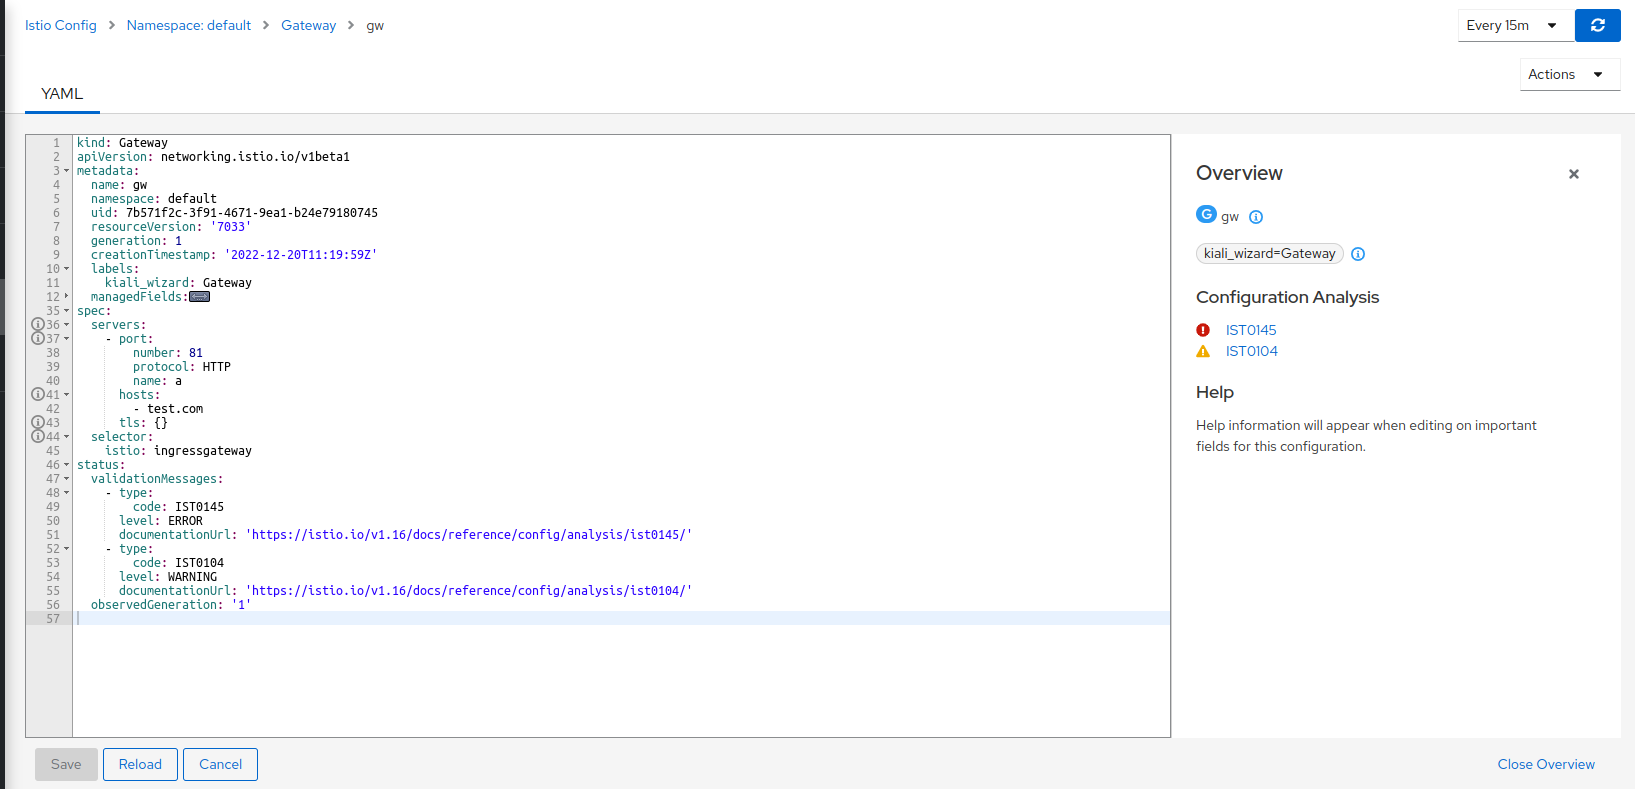 Istio Config > Namespace: default > Gateway > gw
Every 15m
Actions
YAML
1 kind: Gateway
2 apiVersion: networking.istio.io/v1beta1
3 metadata:
4   name: gw
5   namespace: default
6   uid: 7b571f2c-3f91-4671-9ea1-b24e79180745
7   resourceVersion: '7033'
8   generation: 1
9   creationTimestamp: '2022-12-20T11:19:59Z'
10   labels:
11     kiali_wizard: Gateway
12   managedFields:
35 spec:
36   servers:
37     - port:
38         number: 81
39         protocol: HTTP
40         name: a
41       hosts:
42         - test.com
43       tls: {}
44   selector:
45     istio: ingressgateway
46 status:
47   validationMessages:
48     - type:
49         code: IST0145
50       level: ERROR
51       documentationUrl: 'https://istio.io/v1.16/docs/reference/config/analysis/ist0145/'
52     - type:
53         code: IST0104
54       level: WARNING
55       documentationUrl: 'https://istio.io/v1.16/docs/reference/config/analysis/ist0104/'
56   observedGeneration: '1'
57
Overview
G gw
kiali_wizard=Gateway
Configuration Analysis
IST0145
IST0104
Help
Help information will appear when editing on important
fields for this configuration.
Save
Reload
Cancel
Close Overview